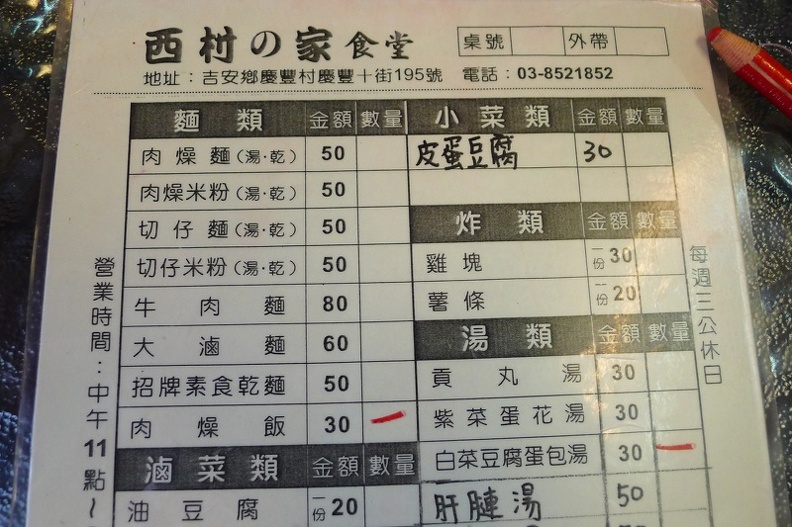 西村の家食堂 桌號 外帶
地址：吉安鄉慶豐村慶豐十街195號 電話：03-8521852
麵類 金額 數量
肉燥麵(湯·乾) 50
肉燥米粉(湯·乾) 50
切仔麵(湯·乾) 50
切仔米粉(湯·乾) 50
牛肉麵 80
大滷麵 60
招牌素食乾麵 50
肉燥飯 30 一
滷菜類 金額 數量
油豆腐 一份20
小菜類 金額 數量
皮蛋豆腐 30
炸類 金額 數量
雞塊 一份30
薯條 一份20
湯類 金額 數量
貢丸湯 30
紫菜蛋花湯 30
白菜豆腐蛋包湯 30 一
肝腱湯 50
營業時間：中午11點~
每週三公休日